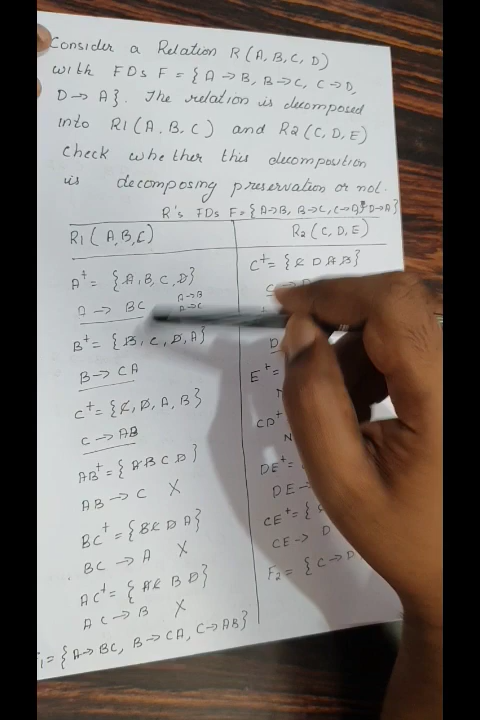 Consider a Relation R(A,B,C,D)
with FDs F = {A→B, B→C, C→D,
D→A}. The relation is decomposed
into R1(A.B,C) and R2(C,D,E)
check whether this decomposition
is decomposing preservation or not.
R's FDs F={A→B, B→C, C→D, D→A}
R1(A,B,C)
A⁺ = {A,B,C,D}
A → BC
A→B
A→C
B⁺ = {B,C,D,A}
B → CA
C⁺ = {C,D,A,B}
C → AB
AB⁺ = {A B C D}
AB → C X
BC⁺ = {B C D A}
BC → A X
AC⁺ = {A C B D}
AC → B X
= {A→BC, B→CA, C→AB}
R2(C,D,E)
C⁺ = {C D A B}
E⁺ =
CD⁺
DE⁺ =
DE →
CE⁺ = {
CE → D
F2 = {C→D